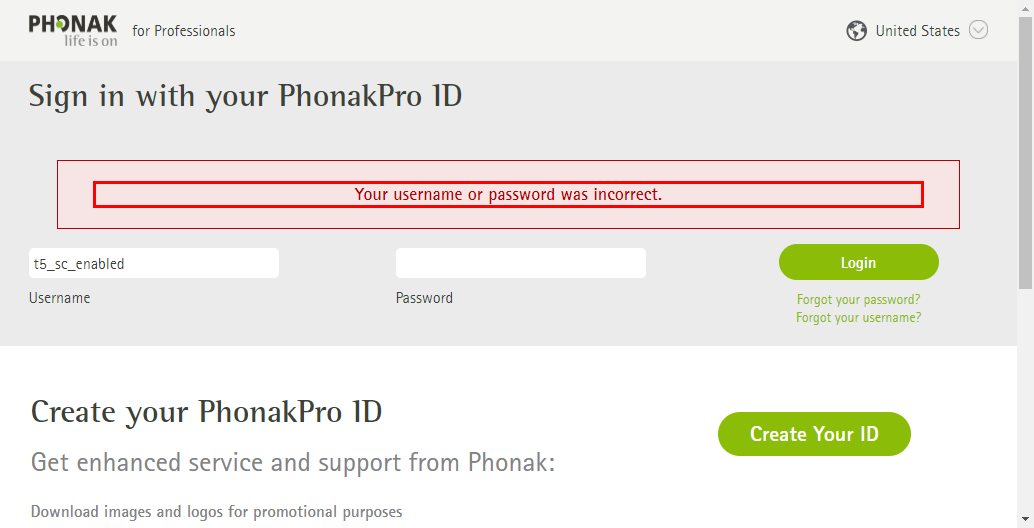 PHONAK
life is on
for Professionals
United States
Sign in with your PhonakPro ID
Your username or password was incorrect.
t5_sc_enabled
Login
Username
Password
Forgot your password?
Forgot your username?
Create your PhonakPro ID
Create Your ID
Get enhanced service and support from Phonak:
Download images and logos for promotional purposes